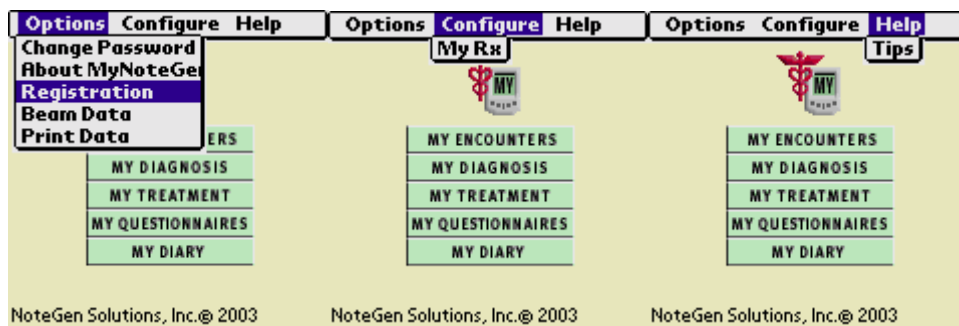 Options Configure Help
Change Password
About MyNoteGen
Registration
Beam Data
Print Data
ERS
MY DIAGNOSIS
MY TREATMENT
MY QUESTIONNAIRES
MY DIARY
NoteGen Solutions, Inc.© 2003
Options Configure Help
My Rx
MY
MY ENCOUNTERS
MY DIAGNOSIS
MY TREATMENT
MY QUESTIONNAIRES
MY DIARY
NoteGen Solutions, Inc.© 2003
Options Configure Help
Tips
MY
MY ENCOUNTERS
MY DIAGNOSIS
MY TREATMENT
MY QUESTIONNAIRES
MY DIARY
NoteGen Solutions, Inc.© 2003